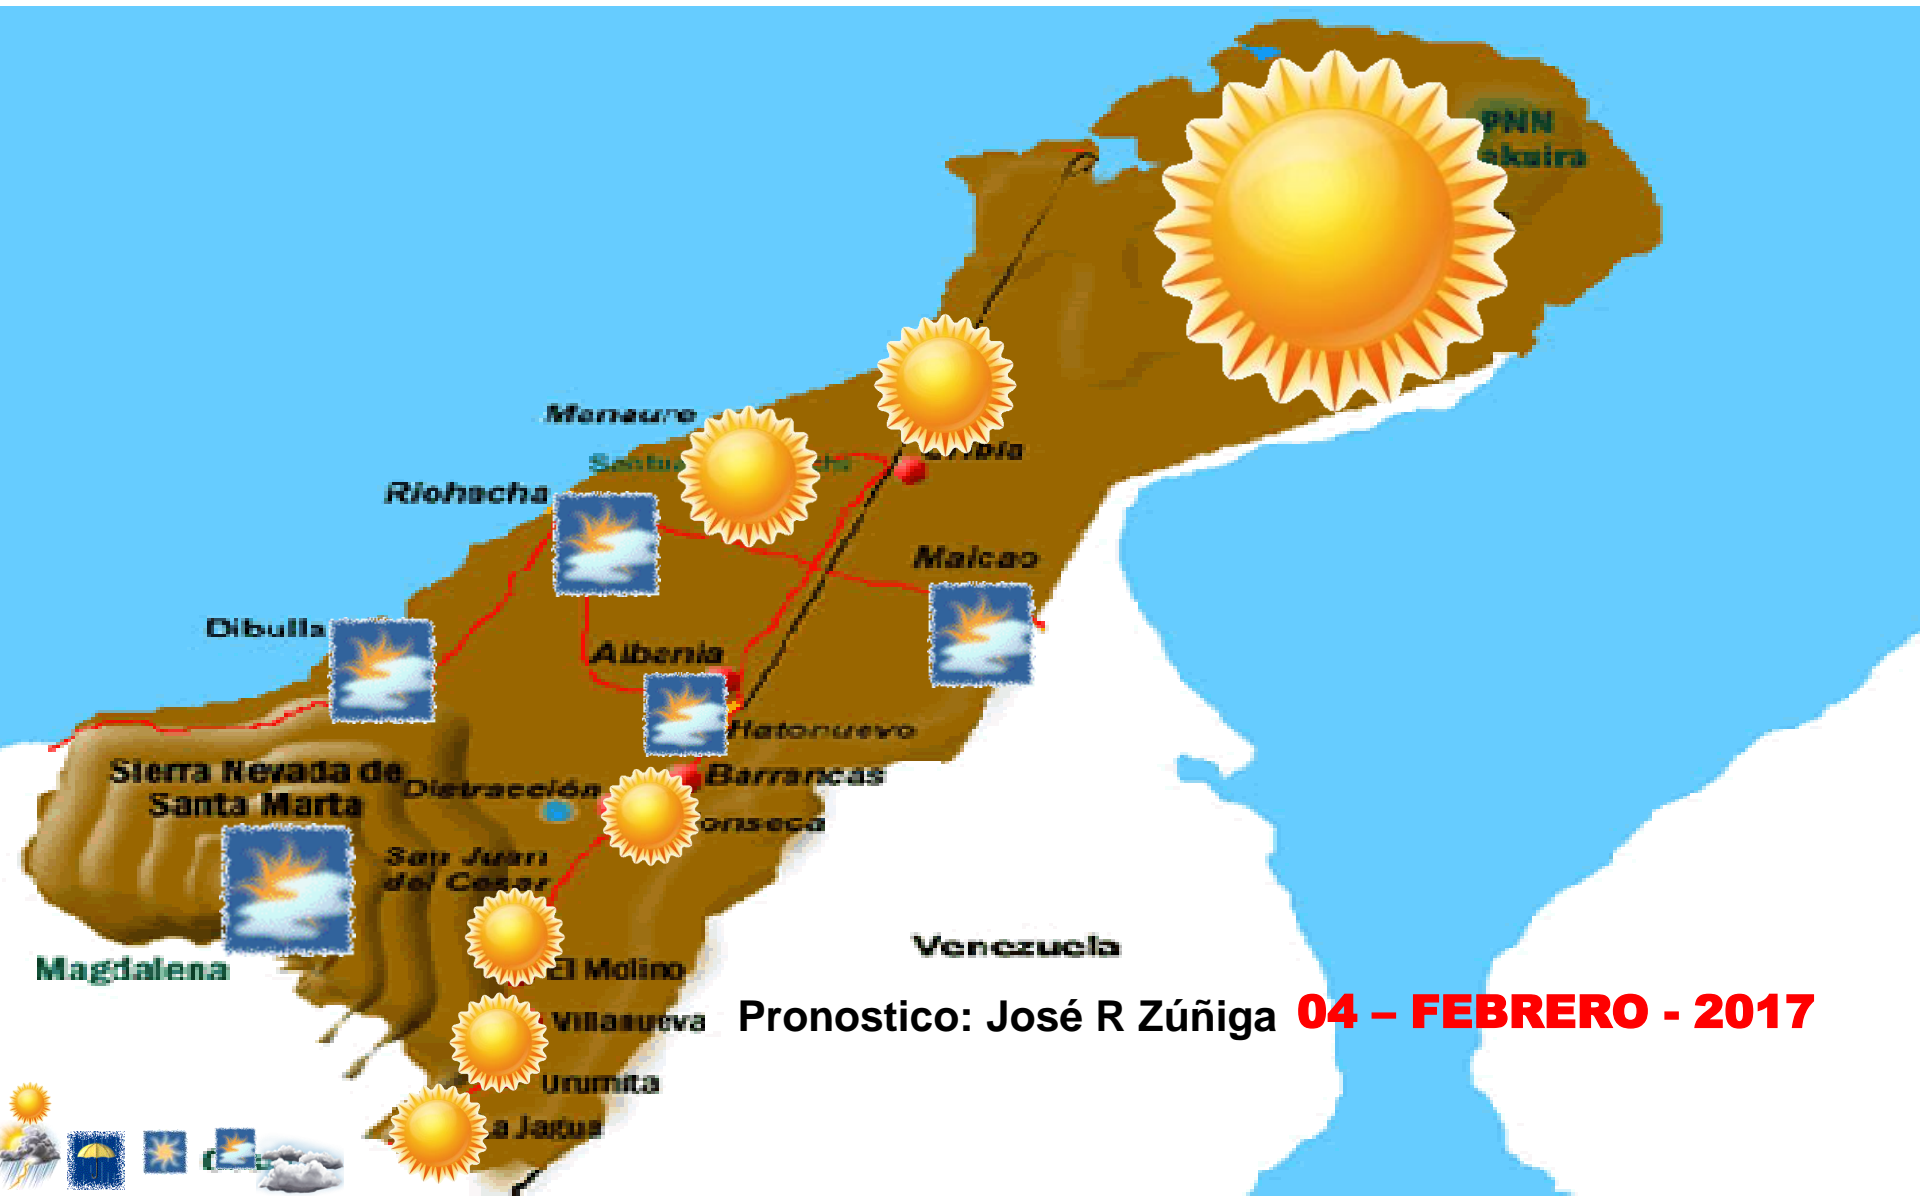 PNN
Manaure
Riohacha
Maicao
Dibulla
Albania
Hatonuevo
Sierra Nevada de
Santa Marta
Distracción
Barrancas
San Juan
del Cesar
Magdalena
El Molino
Venezuela
Villanueva
Pronostico: José R Zúñiga
04 – FEBRERO - 2017
Urumita